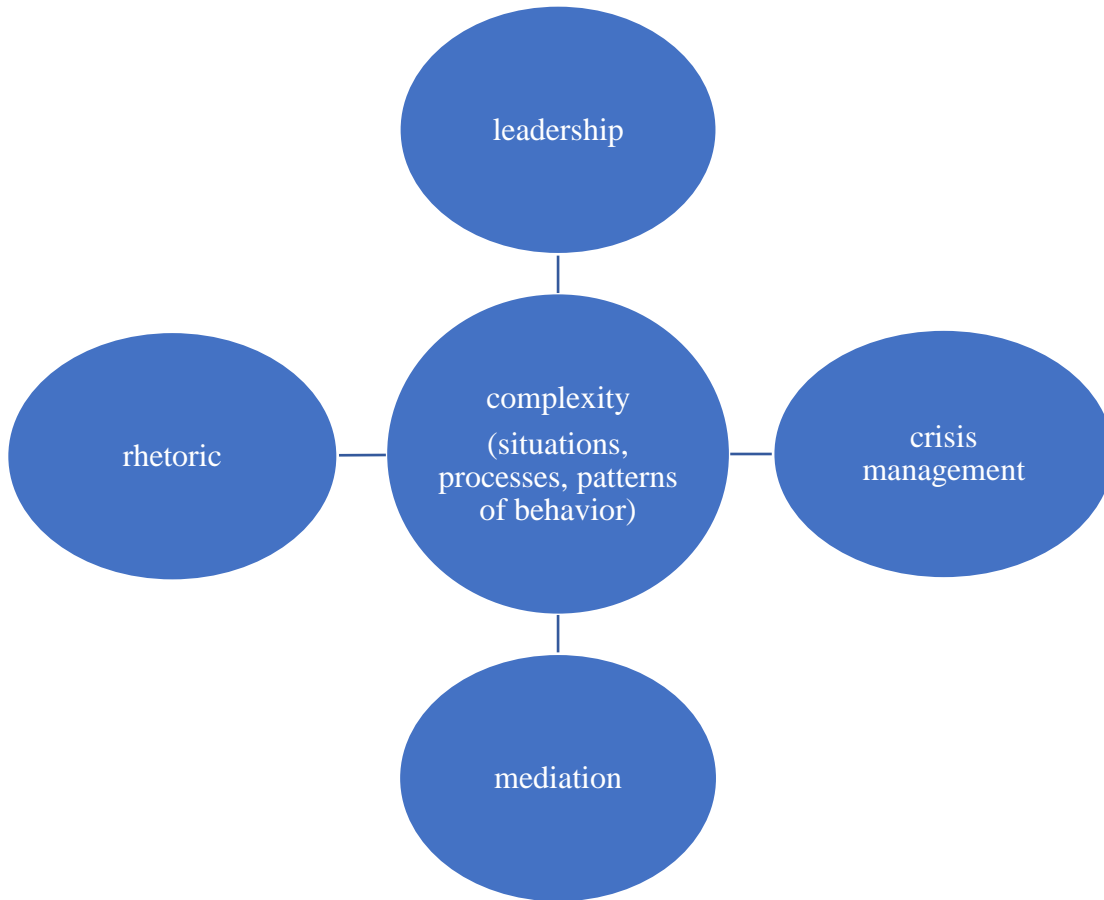 leadership
rhetoric
complexity
(situations,
processes, patterns
of behavior)
crisis
management
mediation